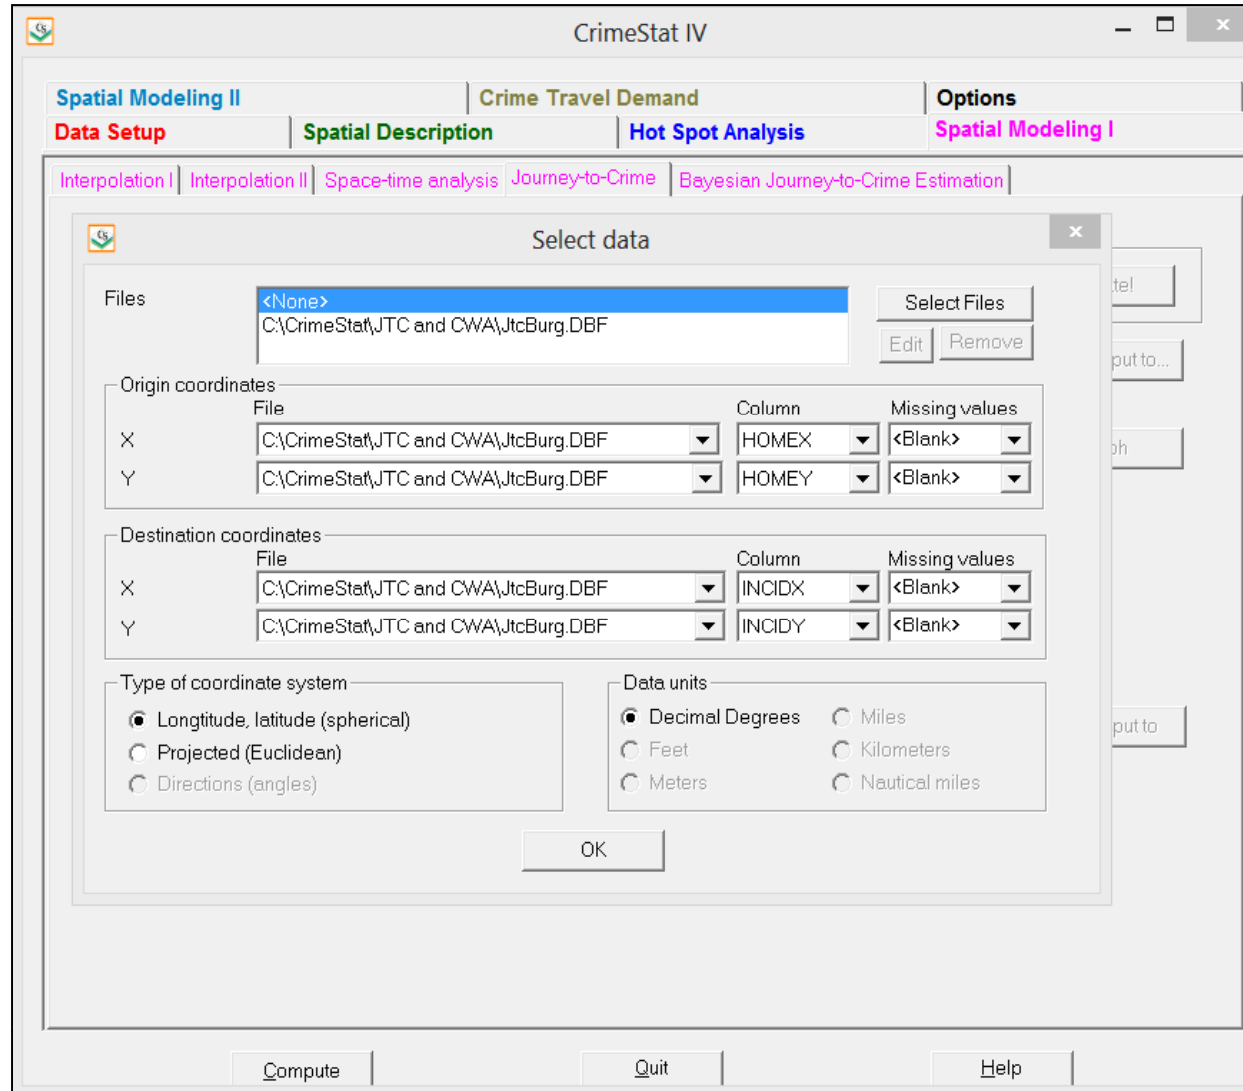 CrimeStat IV
Spatial Modeling II Crime Travel Demand Options
Data Setup Spatial Description Hot Spot Analysis Spatial Modeling I
Interpolation I Interpolation II Space-time analysis Journey-to-Crime Bayesian Journey-to-Crime Estimation
Select data
Files <None> Select Files
C:\CrimeStat\JTC and CWA\JtcBurg.DBF
Edit Remove
put to...
Origin coordinates
File Column Missing values
X C:\CrimeStat\JTC and CWA\JtcBurg.DBF HOMEX <Blank>
Y C:\CrimeStat\JTC and CWA\JtcBurg.DBF HOMEY <Blank>
Destination coordinates
File Column Missing values
X C:\CrimeStat\JTC and CWA\JtcBurg.DBF INCIDX <Blank>
Y C:\CrimeStat\JTC and CWA\JtcBurg.DBF INCIDY <Blank>
Type of coordinate system Data units
Longtitude, latitude (spherical) Decimal Degrees Miles
Projected (Euclidean) Feet Kilometers
Directions (angles) Meters Nautical miles
put to
OK
Compute Quit Help